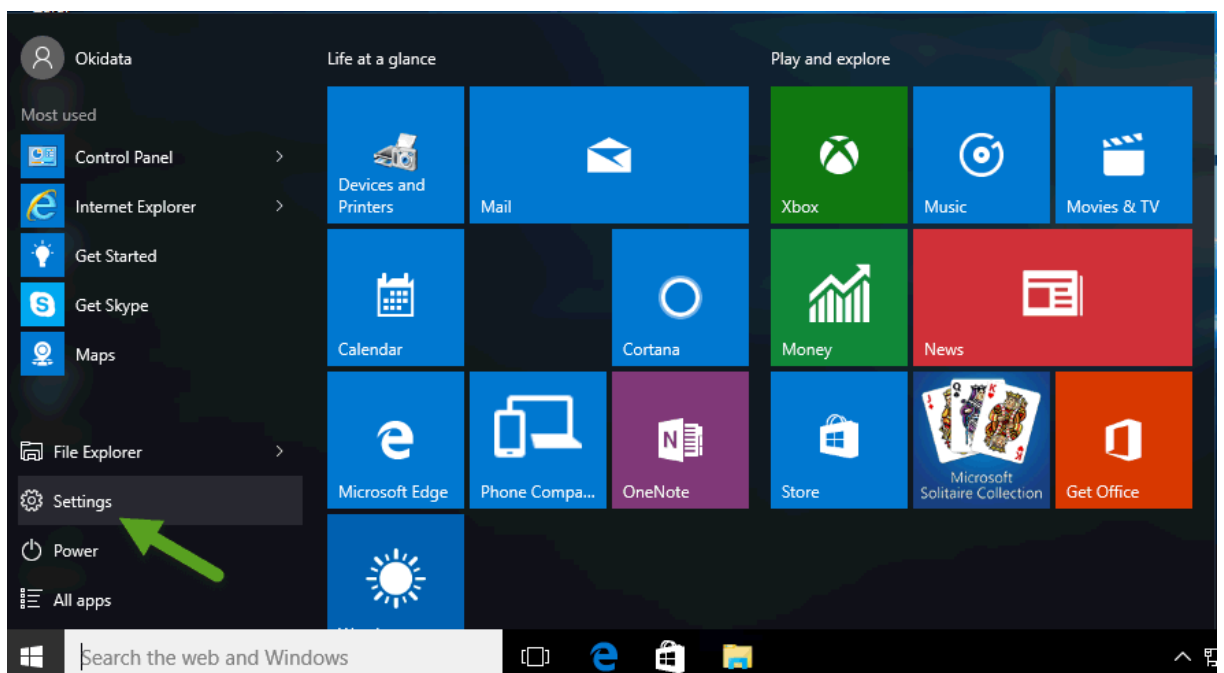 Okidata
Most used
Control Panel
Internet Explorer
Get Started
Get Skype
Maps
File Explorer
Settings
Power
All apps
Life at a glance
Devices and
Printers
Mail
Calendar
Cortana
Microsoft Edge
Phone Compa...
OneNote
Play and explore
Xbox
Music
Movies & TV
Money
News
Store
Microsoft
Solitaire Collection
Get Office
Search the web and Windows